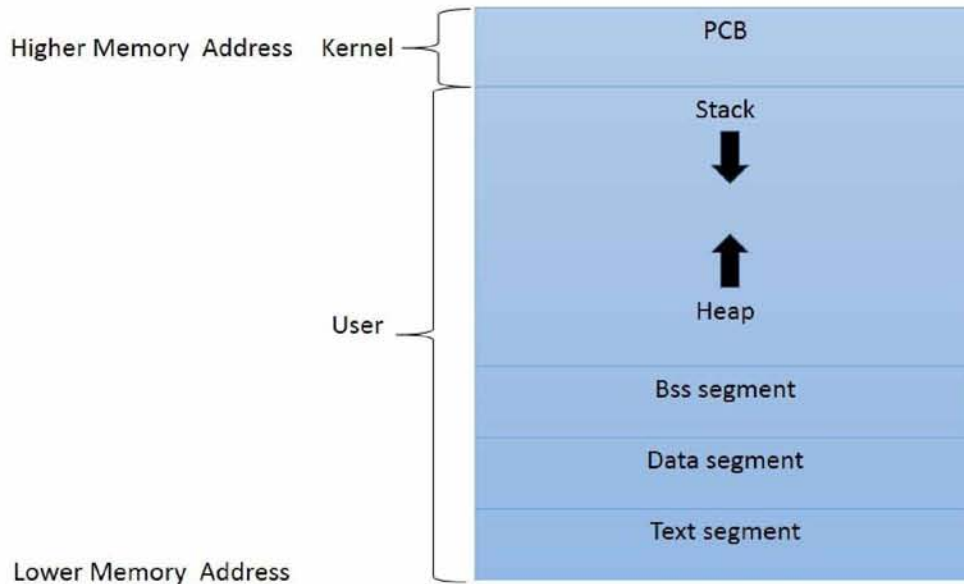 PCB
Higher Memory Address Kernel
Stack
Heap
User
Bss segment
Data segment
Text segment
Lower Memory Address